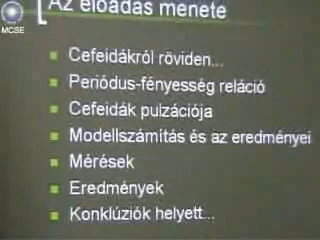 Az előadás menete
MCSE
Cefeidákról röviden...
Periódus-fényesség reláció
Cefeidák pulzációja
Modellszámítás és az eredményei
Mérések
Eredmények
Konklúziók helyett...